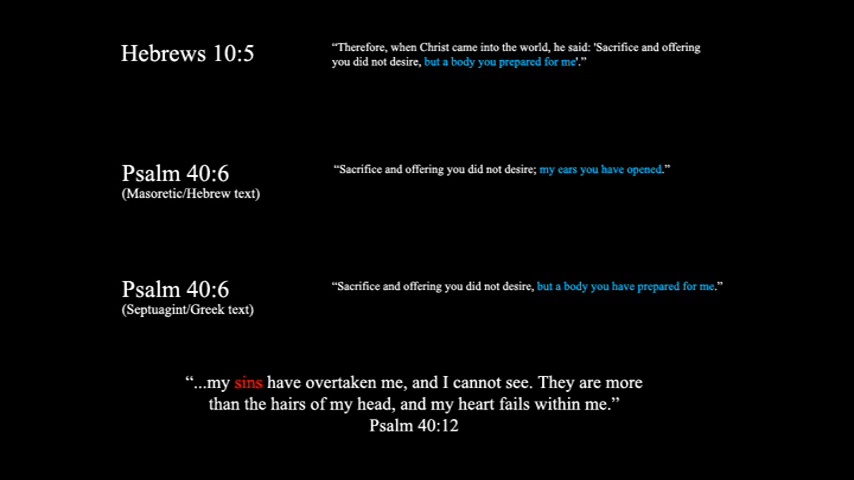 Hebrews 10:5
“Therefore, when Christ came into the world, he said: 'Sacrifice and offering
you did not desire, but a body you prepared for me'.”
Psalm 40:6
(Masoretic/Hebrew text)
“Sacrifice and offering you did not desire; my ears you have opened.”
Psalm 40:6
(Septuagint/Greek text)
“Sacrifice and offering you did not desire, but a body you have prepared for me.”
“...my sins have overtaken me, and I cannot see. They are more
than the hairs of my head, and my heart fails within me.”
Psalm 40:12